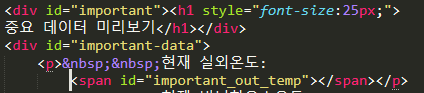 <div id="important"><h1 style="font-size:25px;">
중요 데이터 미리보기</h1></div>
<div id="important-data">
<p>&nbsp;&nbsp;현재 실외온도:
<span id="important_out_temp"></span></p>